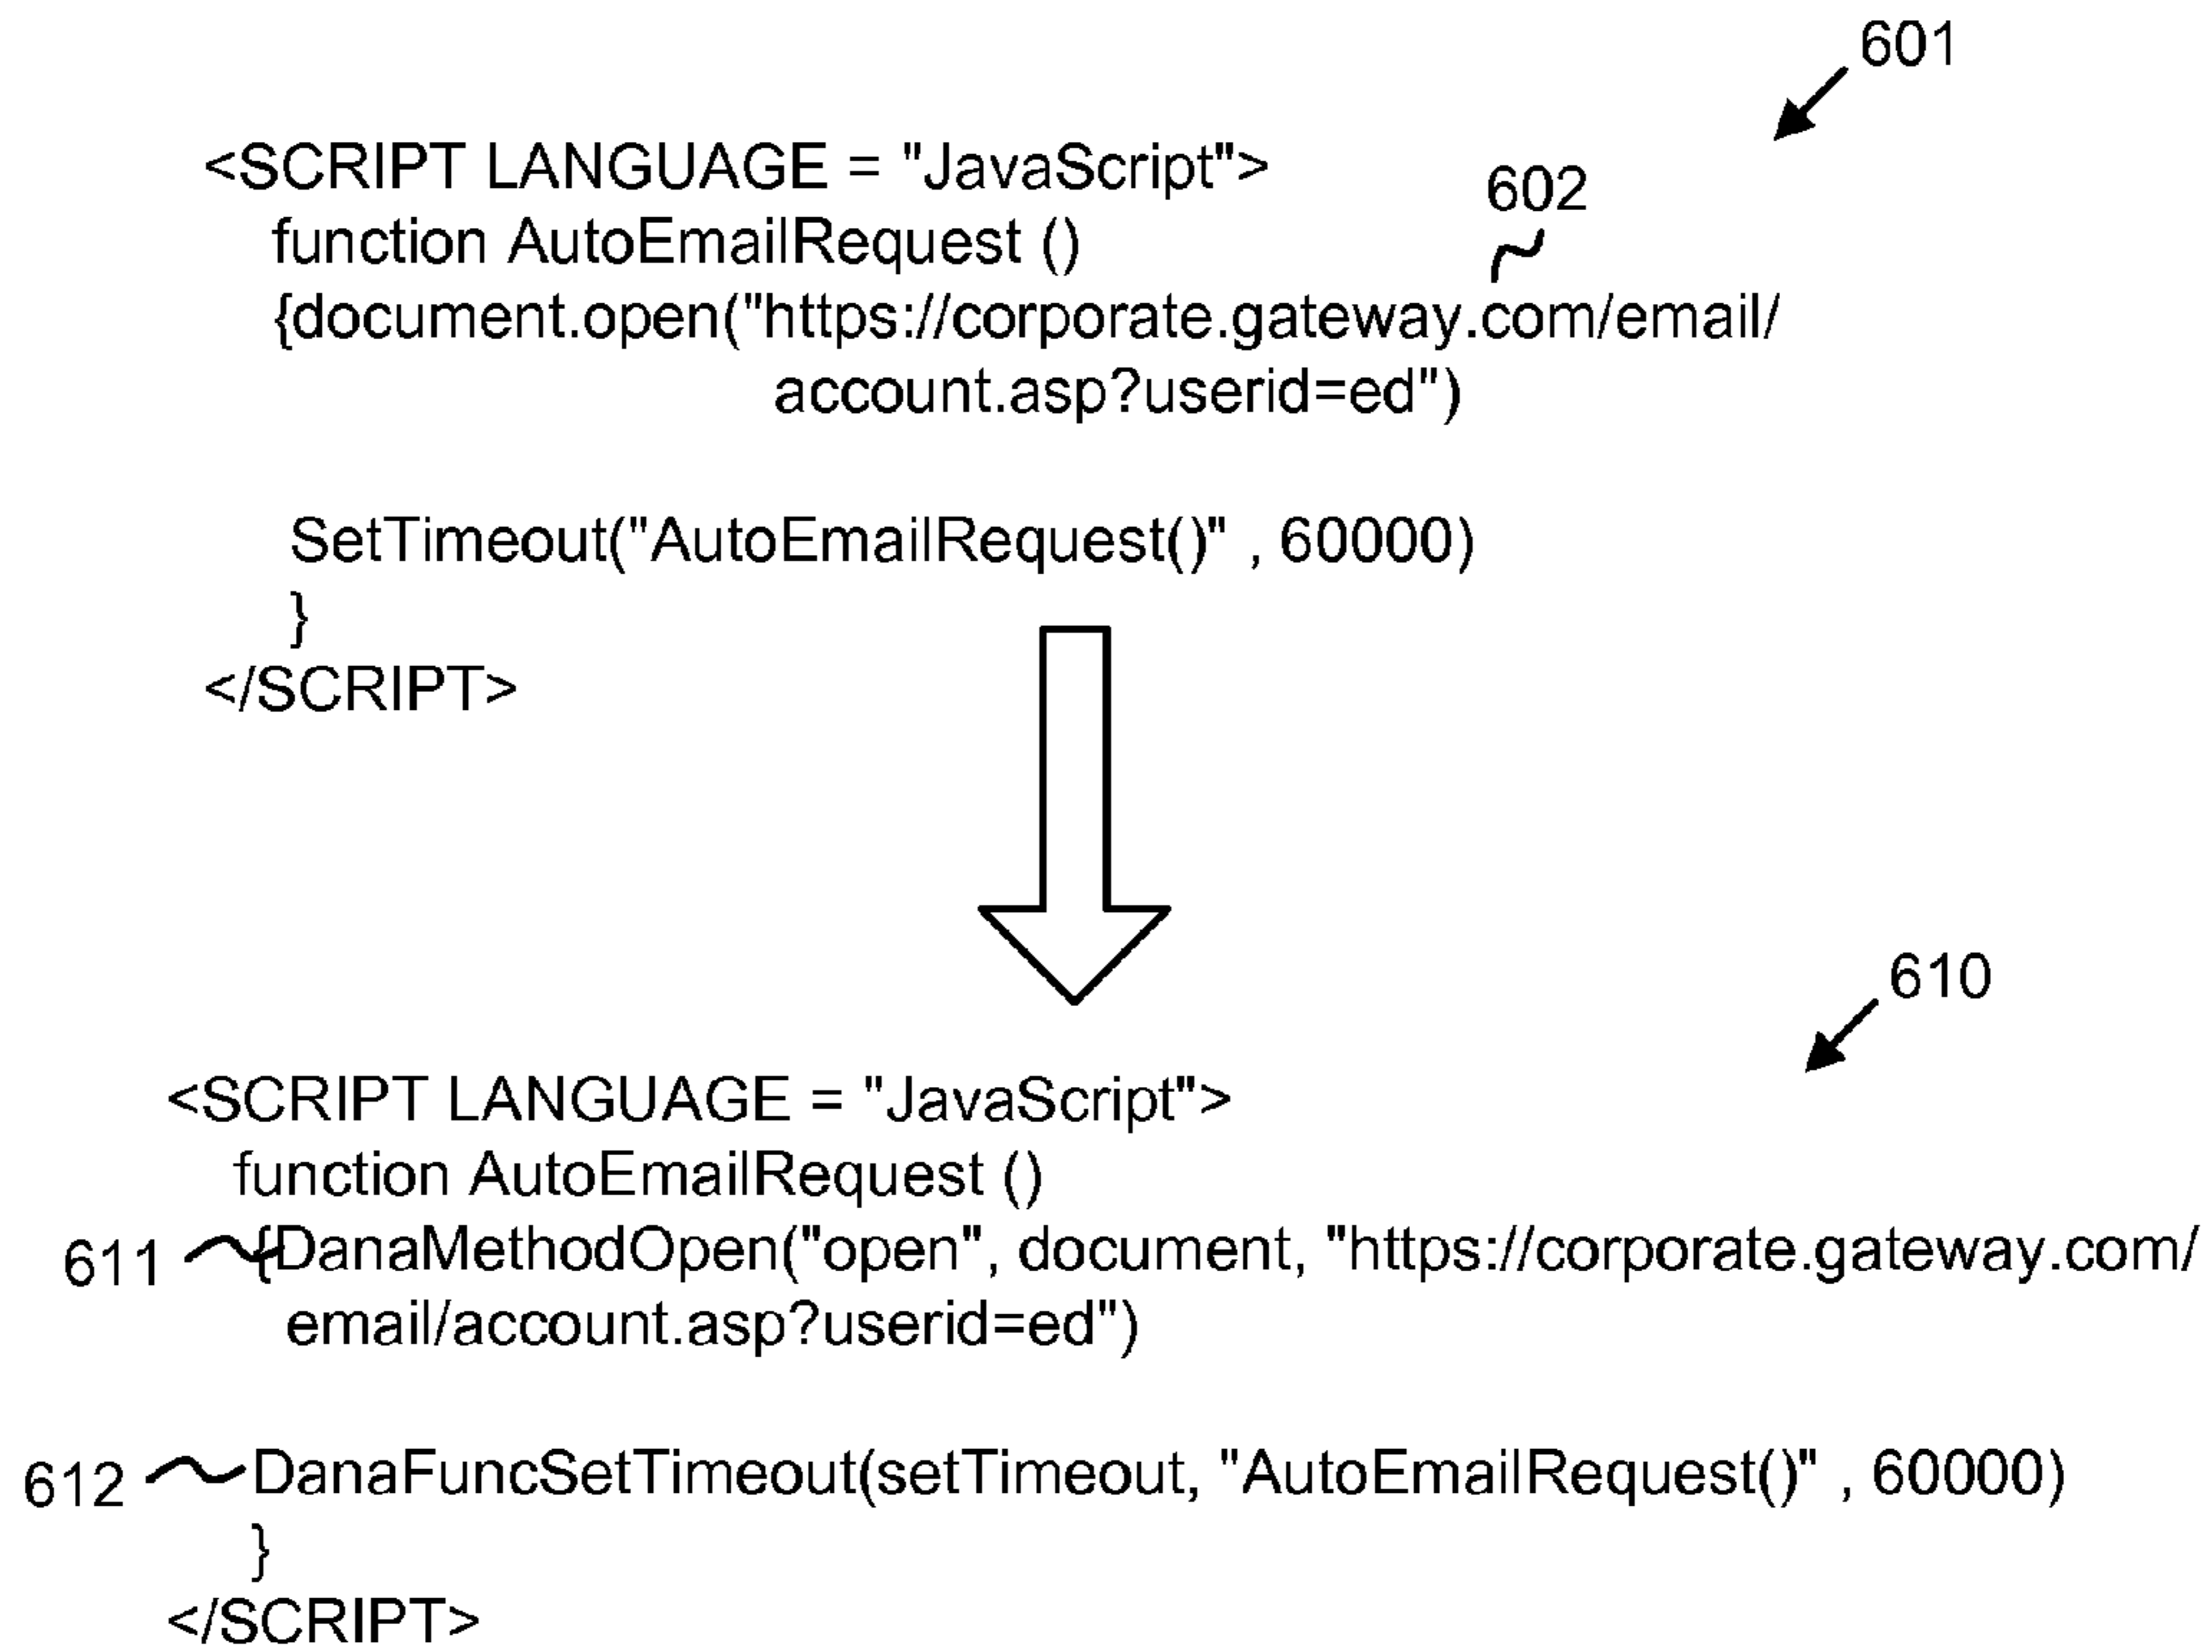 601
<SCRIPT LANGUAGE = "JavaScript">
602
function AutoEmailRequest ()
{document.open("https://corporate.gateway.com/email/
account.asp?userid=ed")
SetTimeout("AutoEmailRequest()" , 60000)
}
</SCRIPT>
610
<SCRIPT LANGUAGE = "JavaScript">
function AutoEmailRequest ()
611 {DanaMethodOpen("open", document, "https://corporate.gateway.com/
email/account.asp?userid=ed")
612 DanaFuncSetTimeout(setTimeout, "AutoEmailRequest()" , 60000)
}
</SCRIPT>